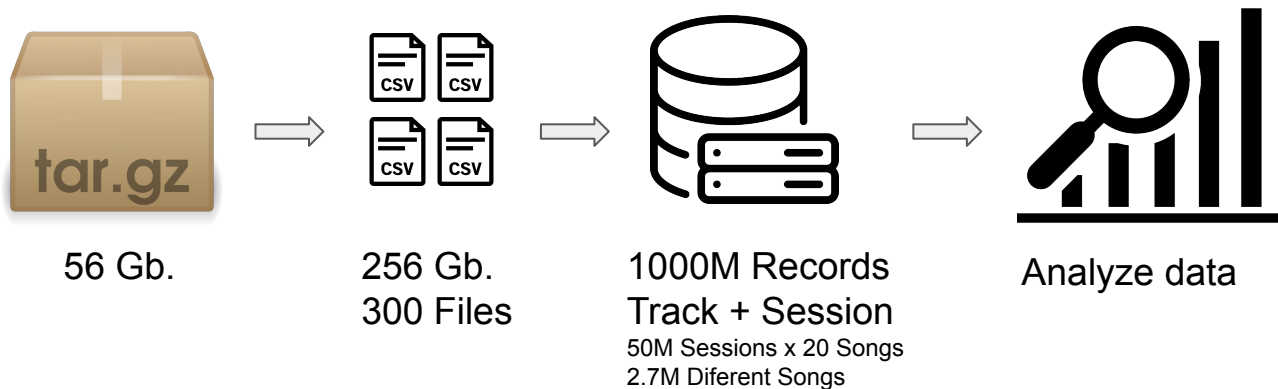 tar.gz
CSV
CSV
CSV
CSV
56 Gb.
256 Gb.
300 Files
1000M Records
Track + Session
50M Sessions x 20 Songs
2.7M Diferent Songs
Analyze data